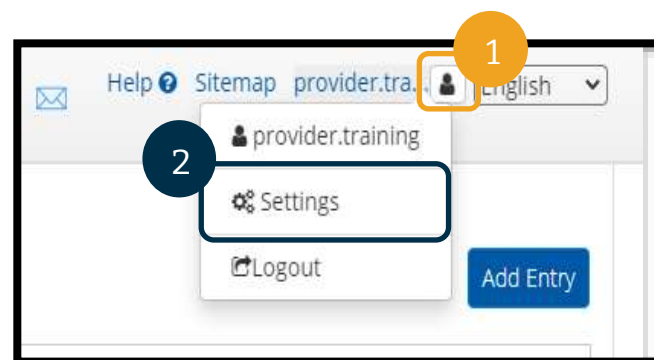 1
Help Sitemap provider.tra... English
provider.training
2
Settings
Logout
Add Entry